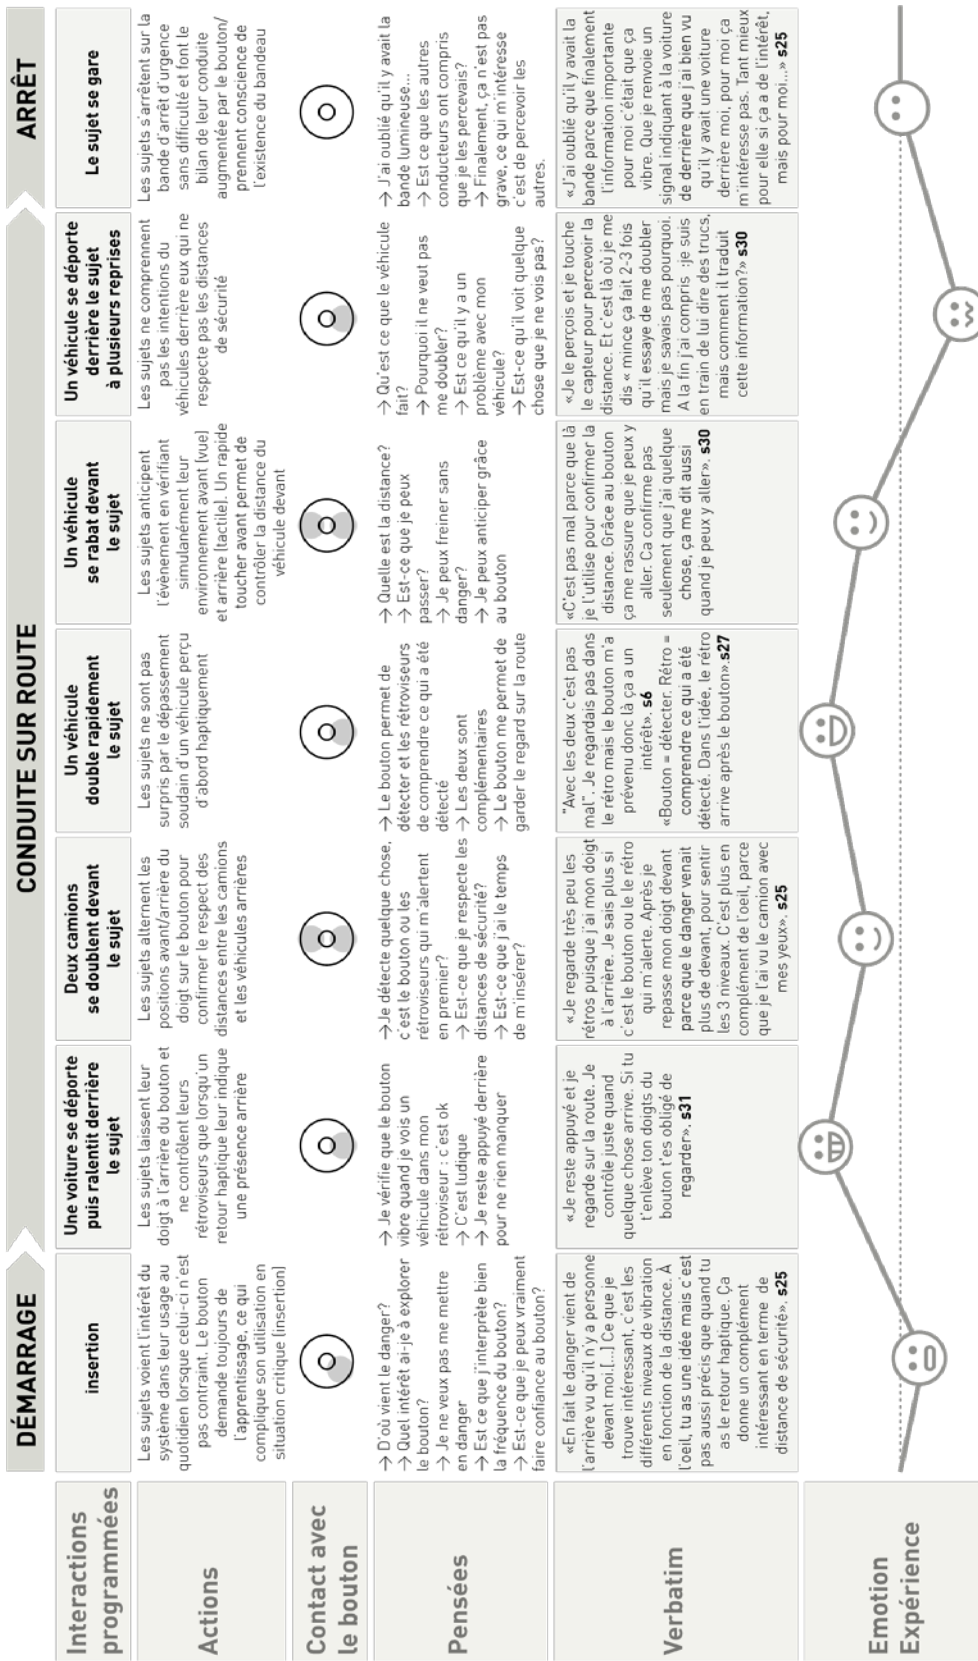 DÉMARRAGE
CONDUITE SUR ROUTE
ARRÊT
Interactions
programmées
insertion
Une voiture se déporte
puis ralentit derrière
le sujet
Deux camions
se doublent devant
le sujet
Un véhicule
double rapidement
le sujet
Un véhicule
se rabat devant
le sujet
Un véhicule se déporte
derrière le sujet
à plusieurs reprises
Le sujet se gare
Actions
Les sujets voient l'intérêt du
système dans leur usage au
quotidien lorsque celui-ci n'est
pas contraint. Le bouton
demande toujours de
l'apprentissage, ce qui
complique son utilisation en
situation critique (insertion)
Les sujets laissent leur
doigt à l'arrière du bouton et
ne contrôlent leurs
rétroviseurs que lorsqu'un
retour haptique leur indique
une présence arrière
Les sujets alternent les
positions avant/arrière du
doigt sur le bouton pour
confirmer le respect des
distances entre les camions
et les véhicules arrières
Les sujets ne sont pas
surpris par le dépassement
soudain d'un véhicule perçu
d'abord haptiquement
Les sujets anticipent
l'évènement en vérifiant
simulanément leur
environnement avant (vue)
et arrière (tactile). Un rapide
toucher avant permet de
contrôler la distance du
véhicule devant
Les sujets ne comprennent
pas les intentions du
véhicules derrière eux qui ne
respecte pas les distances
de sécurité
Les sujets s'arrêtent sur la
bande d'arrêt d'urgence
sans difficulté et font le
bilan de leur conduite
augmentée par le bouton/
prennent conscience de
l'existence du bandeau
Contact avec
le bouton
Pensées
→ D'où vient le danger?
→ Quel intérêt ai-je à explorer
le bouton?
→ Je ne veux pas me mettre
en danger
→ Est ce que j'interprète bien
la fréquence du bouton?
→ Est-ce que je peux vraiment
faire confiance au bouton?
→ Je vérifie que le bouton
vibre quand je vois un
véhicule dans mon
rétroviseur : c'est ok
→ C'est ludique
→ Je reste appuyé derrière
pour ne rien manquer
→Je détecte quelque chose,
c'est le bouton ou les
rétroviseurs qui m'alertent
en premier?
→ Est-ce que je respecte les
distances de sécurité?
→ Est-ce que j'ai le temps
de m'insérer?
→ Le bouton permet de
détecter et les rétroviseurs
de comprendre ce qui a été
détecté
→ Les deux sont
complémentaires
→ Le bouton me permet de
garder le regard sur la route
→ Quelle est la distance?
→ Est-ce que je peux
passer?
→ Je peux freiner sans
danger?
→ Je peux anticiper grâce
au bouton
→ Qu'est ce que le véhicule
fait?
→ Pourquoi il ne veut pas
me doubler?
→ Est ce qu'il y a un
problème avec mon
véhicule?
→ Est-ce qu'il voit quelque
chose que je ne vois pas?
→ J'ai oublié qu'il y avait la
bande lumineuse...
→ Est ce que les autres
conducteurs ont compris
que je les percevais?
→ Finalement, ça n'est pas
grave, ce qui m'intéresse
c'est de percevoir les
autres.
Verbatim
«En fait le danger vient de
l'arrière vu qu'il n'y a personne
devant moi.[...] Ce que je
trouve intéressant, c'est les
différents niveaux de vibration
en fonction de la distance. À
l'oeil, tu as une idée mais c'est
pas aussi précis que quand tu
as le retour haptique. Ça
donne un complément
intéressant en terme de
distance de sécurité». s25
«Je reste appuyé et je
regarde sur la route. Je
contrôle juste quand
quelque chose arrive. Si tu
t'enlève ton doigts du
bouton t'es obligé de
regarder». s31
«Je regarde très peu les
rétros puisque j'ai mon doigt
à l'arrière. Je sais plus si
c'est le bouton ou le rétro
qui m'alerte. Après je
repasse mon doigt devant
parce que le danger venait
plus de devant, pour sentir
les 3 niveaux. C'est plus en
complément de l'oeil, parce
que je l'ai vu le camion avec
mes yeux». s25
"Avec les deux c'est pas
mal". Je regardais pas dans
le rétro mais le bouton m'a
prévenu donc là ça a un
intérêt». s6
«Bouton = détecter. Rétro =
comprendre ce qui a été
détecté. Dans l'idée, le rétro
arrive après le bouton».s27
«C'est pas mal parce que là
je l'utilise pour confirmer la
distance. Grâce au bouton
ça me rassure que je peux y
aller. Ca confirme pas
seulement que j'ai quelque
chose, ça me dit aussi
quand je peux y aller». s30
«Je le perçois et je touche
le capteur pour percevoir la
distance. Et c'est là où je me
dis « mince ça fait 2-3 fois
qu'il essaye de me doubler
mais je savais pas pourquoi.
A la fin j'ai compris :je suis
en train de lui dire des trucs,
mais comment il traduit
cette information?» s30
«J'ai oublié qu'il y avait la
bande parce que finalement
l'information importante
pour moi c'était que ça
vibre. Que je renvoie un
signal indiquant à la voiture
de derrière que j'ai bien vu
qu'il y avait une voiture
derrière moi, pour moi ça
m'intéresse pas. Tant mieux
pour elle si ça a de l'intérêt,
mais pour moi...» s25
Emotion
Expérience